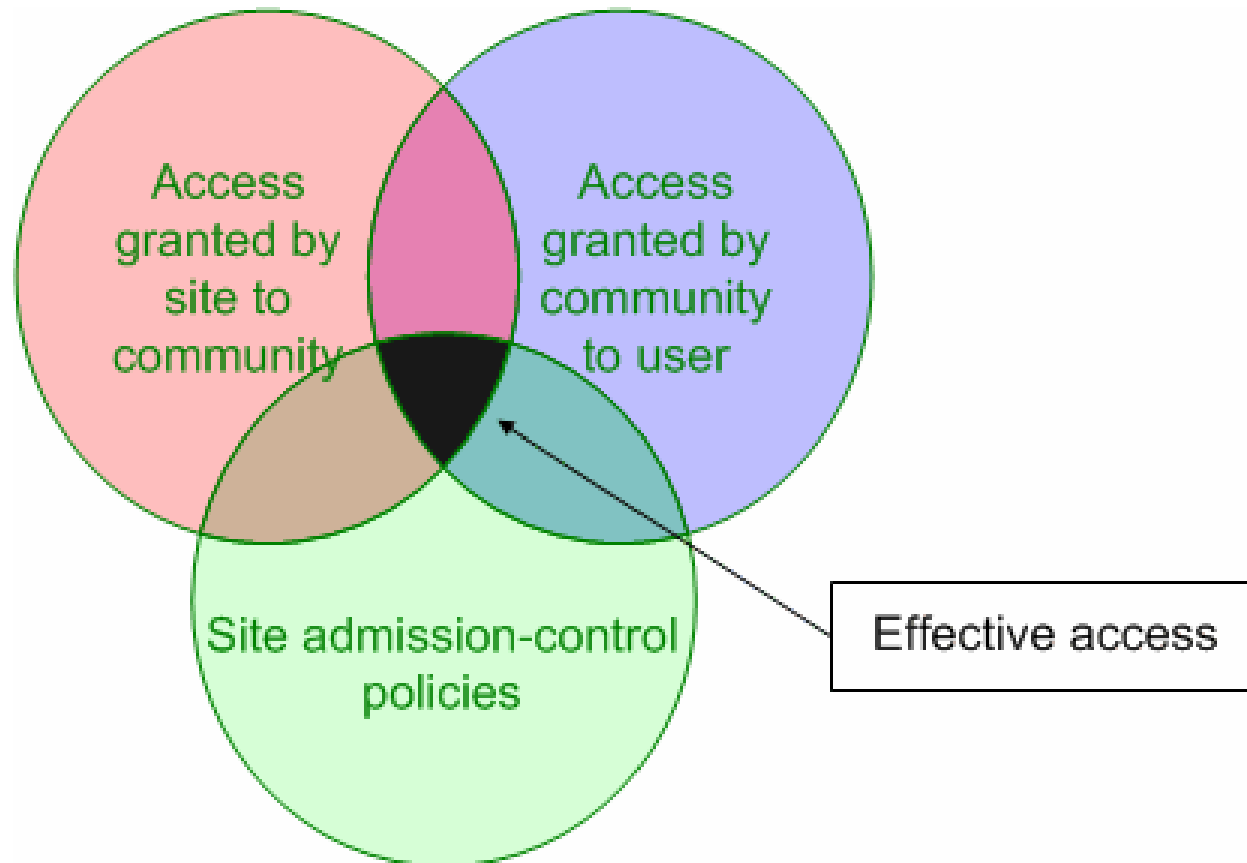 Access
granted by
site to
community
Access
granted by
community
to user
Site admission-control
policies
Effective access